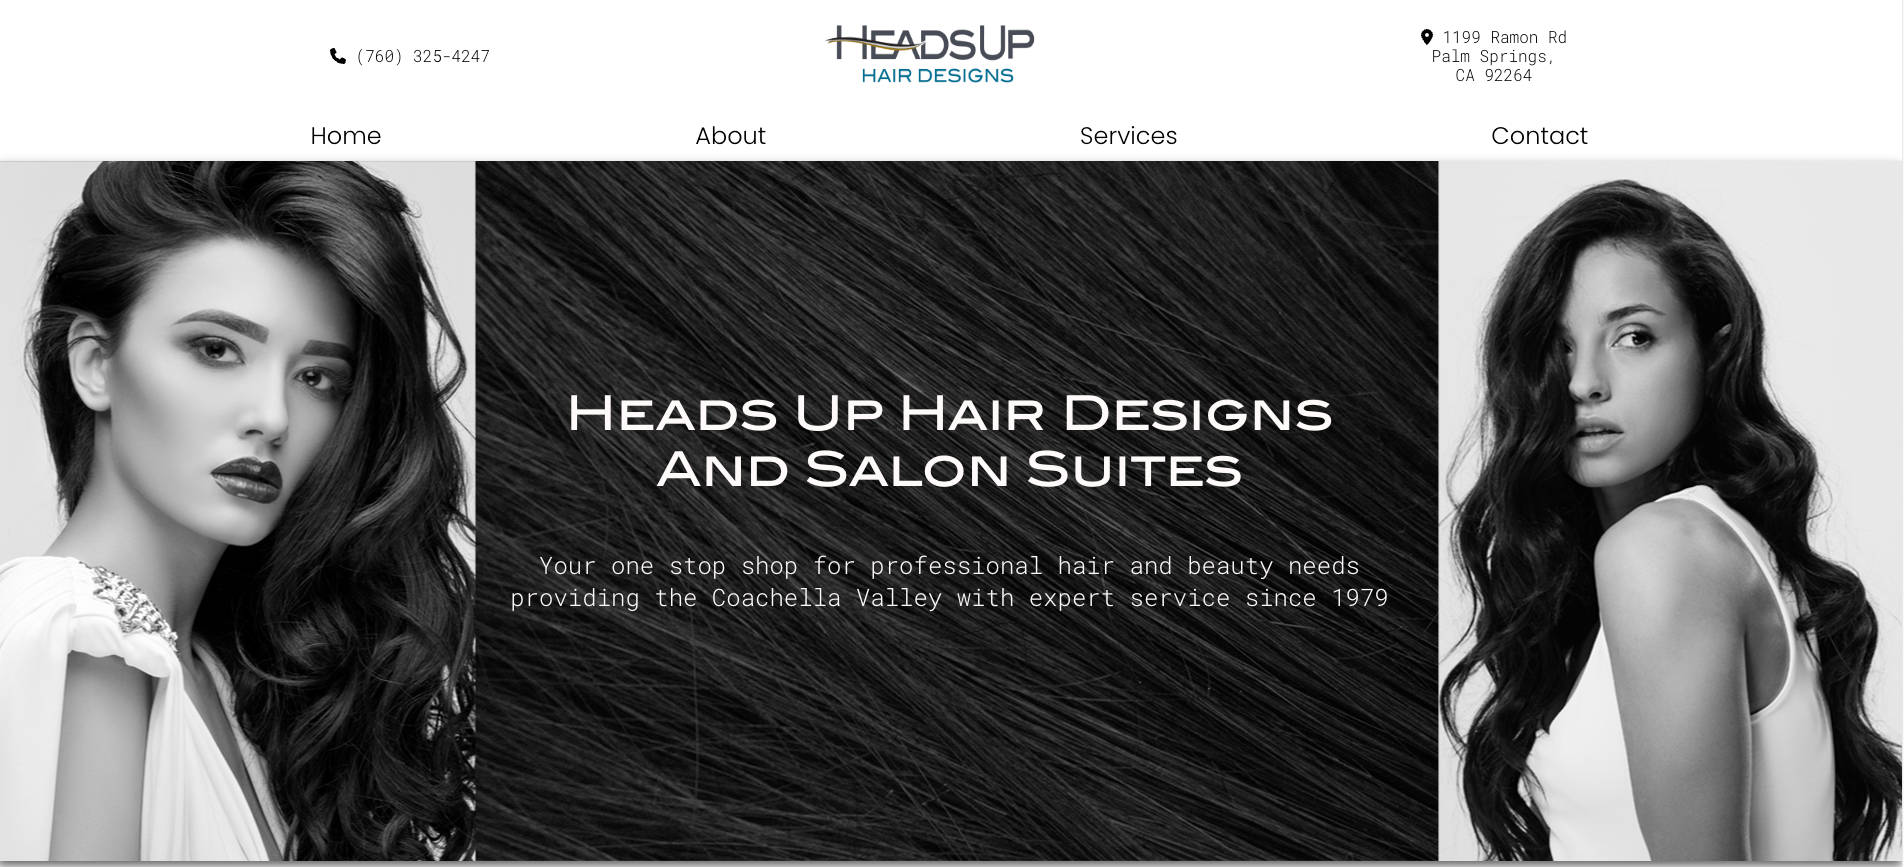 (760) 325-4247
HEADSUP
HAIR DESIGNS
1199 Ramon Rd
Palm Springs,
CA 92264
Home
About
Services
Contact
HEADS UP HAIR DESIGNS
AND SALON SUITES
Your one stop shop for professional hair and beauty needs
providing the Coachella Valley with expert service since 1979